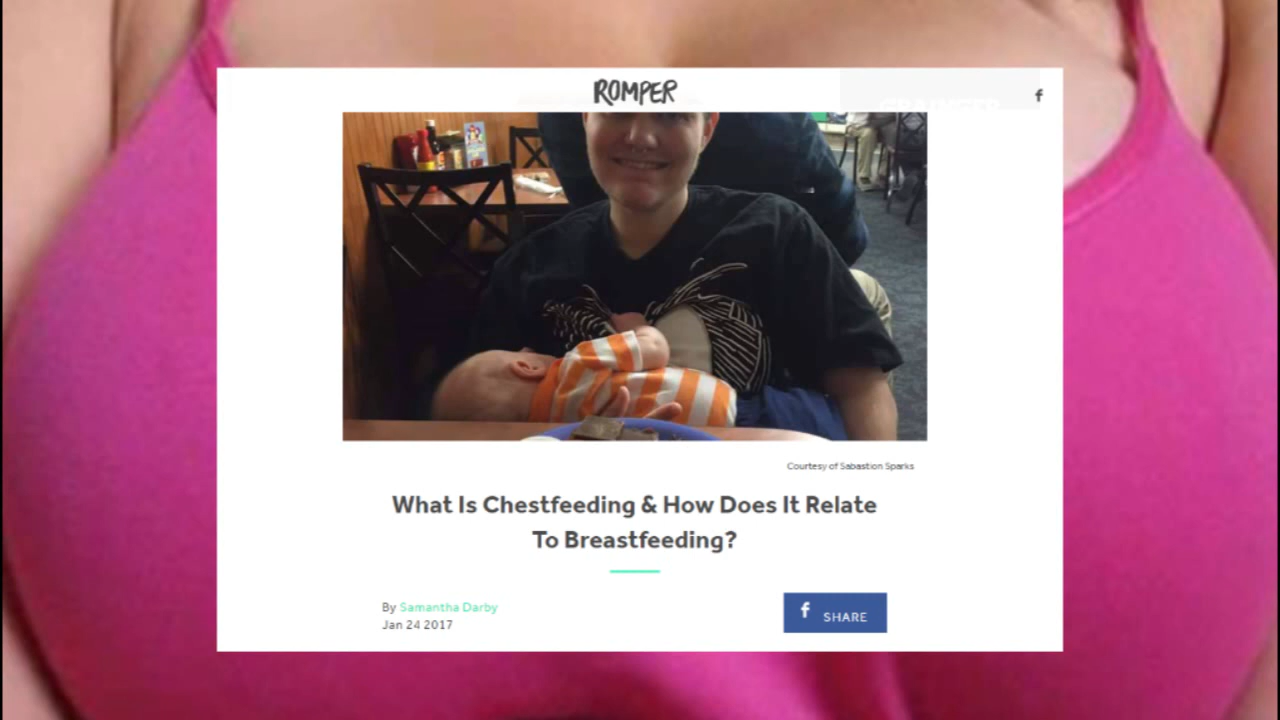 ROMPER
f
GRAINGER
Courtesy of Sabastion Sparks
What Is Chestfeeding & How Does It Relate
To Breastfeeding?
By Samantha Darby
Jan 24 2017
f SHARE